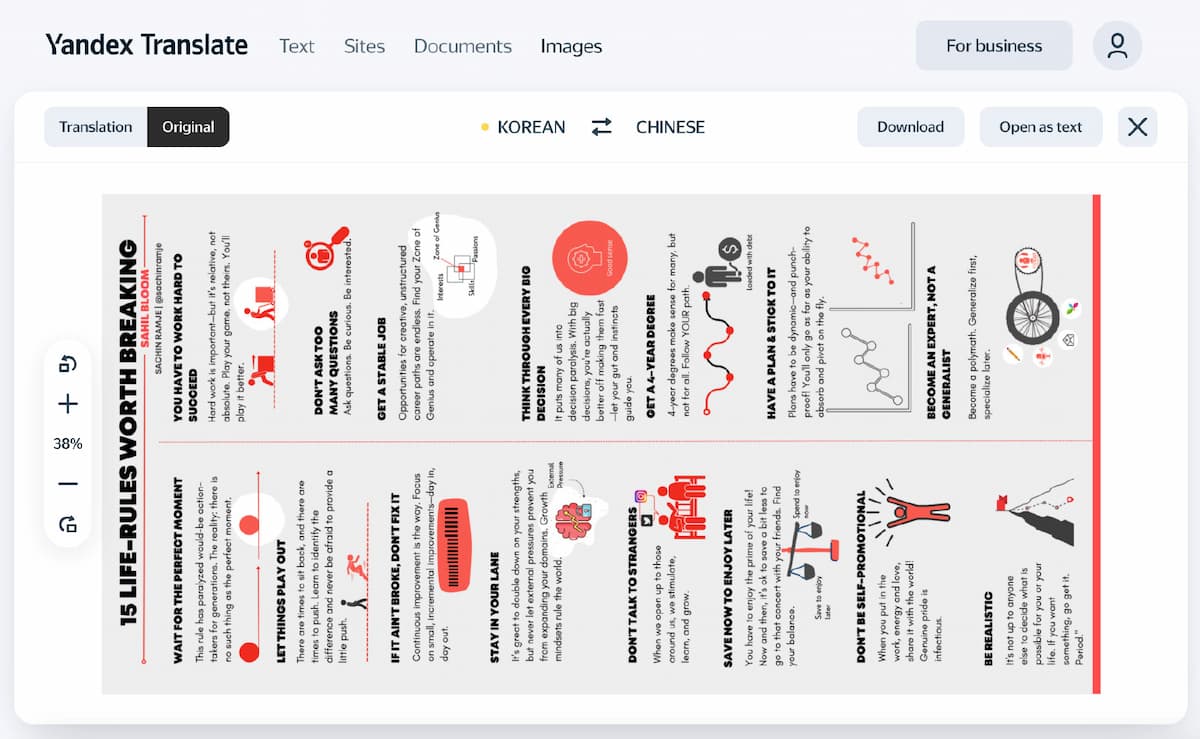 Yandex Translate
Text
Sites
Documents
Images
For business
Translation
Original
KOREAN
CHINESE
Download
Open as text
38%
15 LIFE-RULES WORTH BREAKING
SAHIL BLOOM
SACHIN RAMJE | @sachinramje
WAIT FOR THE PERFECT MOMENT
This rule has paralyzed would-be action-
takers for generations. The reality: there is
no such thing as the perfect moment.
LET THINGS PLAY OUT
There are times to sit back, and there are
times to push. Learn to identify the
difference and never be afraid to provide a
little push.
IF IT AIN'T BROKE, DON'T FIX IT
Continuous improvement is the way. Focus
on small, incremental improvements—day in,
day out.
STAY IN YOUR LANE
It's great to double down on your strengths,
but never let external pressures prevent you
from expanding your domains. Growth
mindsets rule the world.
External
Pressure
DON'T TALK TO STRANGERS
When we open up to those
around us, we stimulate,
learn, and grow.
SAVE NOW TO ENJOY LATER
You have to enjoy the prime of your life!
Now and then, it's ok to save a bit less to
go to that concert with your friends. Find
your balance.
Save to enjoy
later
Spend to enjoy
now
DON'T BE SELF-PROMOTIONAL
When you put in the
work, energy and love,
share it with the world!
Genuine pride is
infectious.
BE REALISTIC
It's not up to anyone
else to decide what is
possible for you or your
life. If you want
something, go get it.
Period."
YOU HAVE TO WORK HARD TO
SUCCEED
Hard work is important—but it's relative, not
absolute. Play your game, not theirs. You'll
play it better.
DON'T ASK TOO
MANY QUESTIONS
Ask questions. Be curious. Be interested.
GET A STABLE JOB
Opportunities for creative, unstructured
career paths are endless. Find your Zone of
Genius and operate in it.
Interests
Zone of Genius
Skills
Passions
THINK THROUGH EVERY BIG
DECISION
It puts many of us into
decision paralysis. With big
decisions, you're actually
better off making them fast
—let your gut and instincts
guide you.
Good sense
GET A 4-YEAR DEGREE
4-year degrees make sense for many, but
not for all. Follow YOUR path.
$
Loaded with debt
HAVE A PLAN & STICK TO IT
Plans have to be dynamic—and punch-
proof! You'll only go as far as your ability to
absorb and pivot on the fly.
BECOME AN EXPERT, NOT A
GENERALIST
Become a polymath. Generalize first,
specialize later.